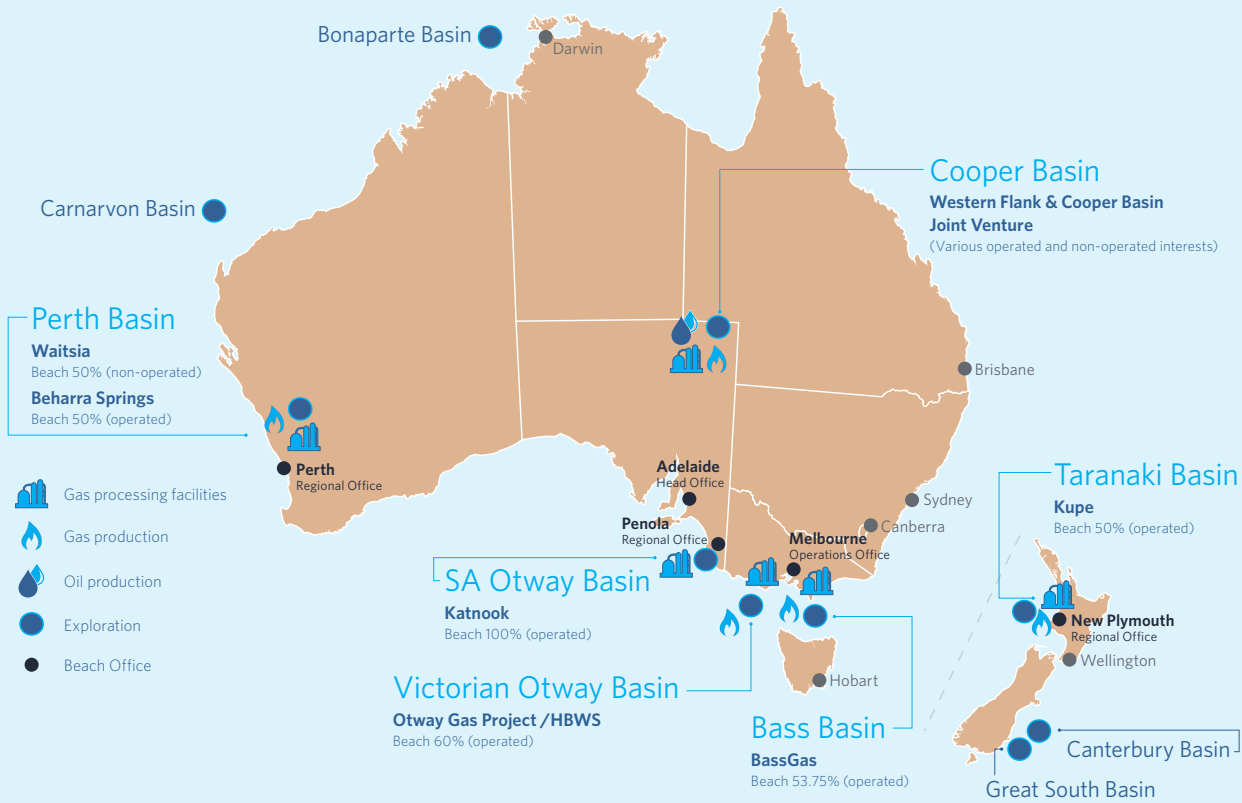 Bonaparte Basin
Darwin
Cooper Basin
Western Flank & Cooper Basin
Joint Venture
(Various operated and non-operated interests)
Carnarvon Basin
Perth Basin
Waitsia
Beach 50% (non-operated)
Beharra Springs
Beach 50% (operated)
Brisbane
Perth
Regional Office
Adelaide
Head Office
Taranaki Basin
Kupe
Beach 50% (operated)
Gas processing facilities
Gas production
Oil production
Exploration
Beach Office
Sydney
Canberra
Penola
Regional Office
Melbourne
Operations Office
SA Otway Basin
Katnook
Beach 100% (operated)
New Plymouth
Regional Office
Wellington
Hobart
Victorian Otway Basin
Otway Gas Project /HBWS
Beach 60% (operated)
Bass Basin
BassGas
Beach 53.75% (operated)
Canterbury Basin
Great South Basin